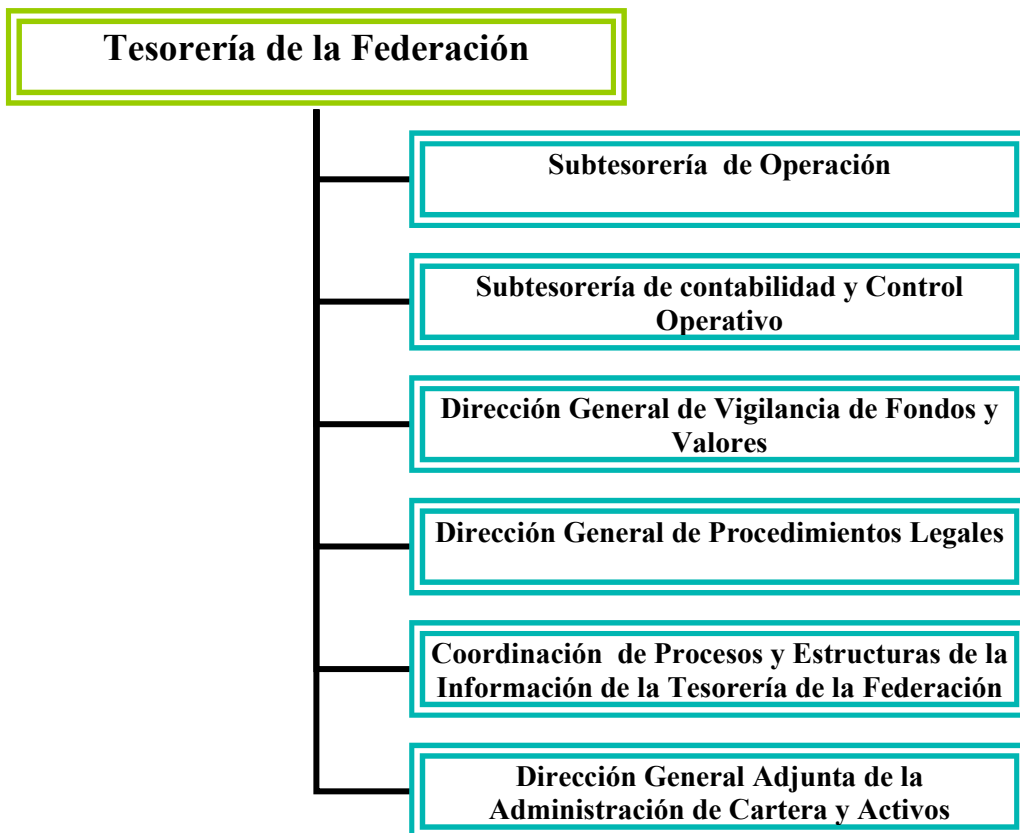 Tesorería de la Federación
Subtesorería de Operación
Subtesorería de contabilidad y Control
Operativo
Dirección General de Vigilancia de Fondos y
Valores
Dirección General de Procedimientos Legales
Coordinación de Procesos y Estructuras de la
Información de la Tesorería de la Federación
Dirección General Adjunta de la
Administración de Cartera y Activos